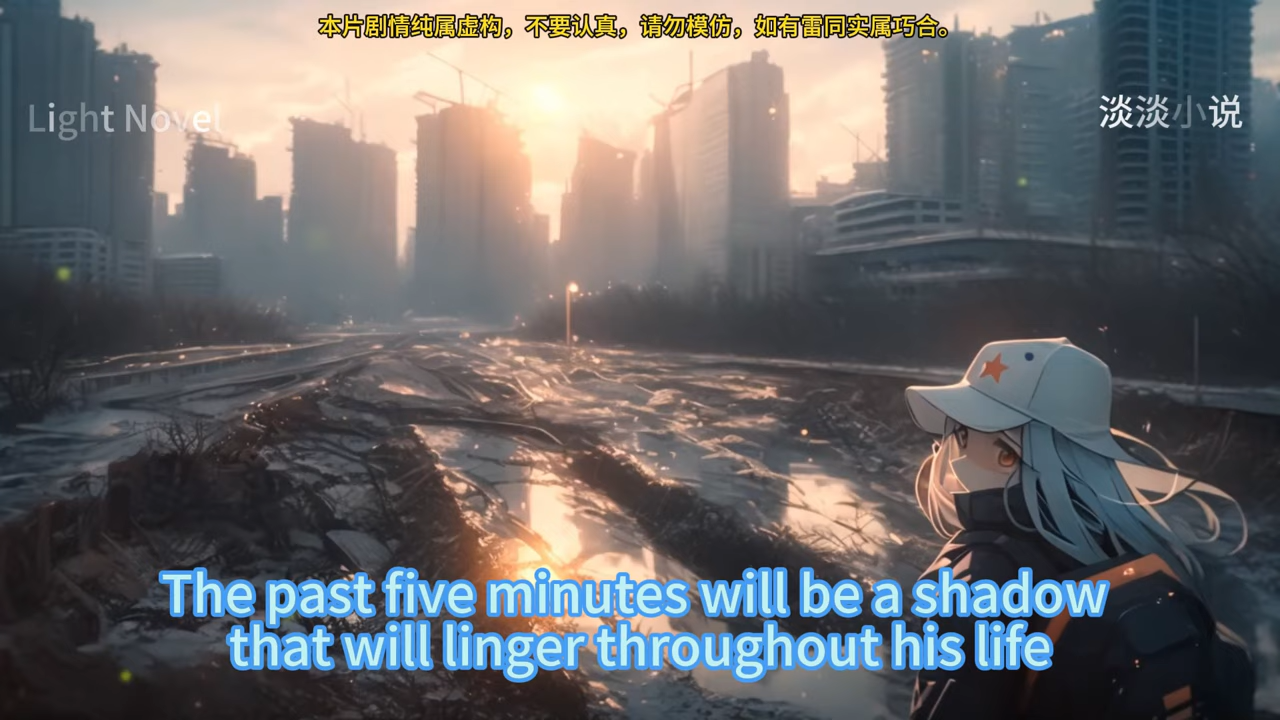 本片剧情纯属虚构，不要认真，请勿模仿，如有雷同实属巧合。
Light Novel
淡淡小说
The past five minutes will be a shadow
that will linger throughout his life